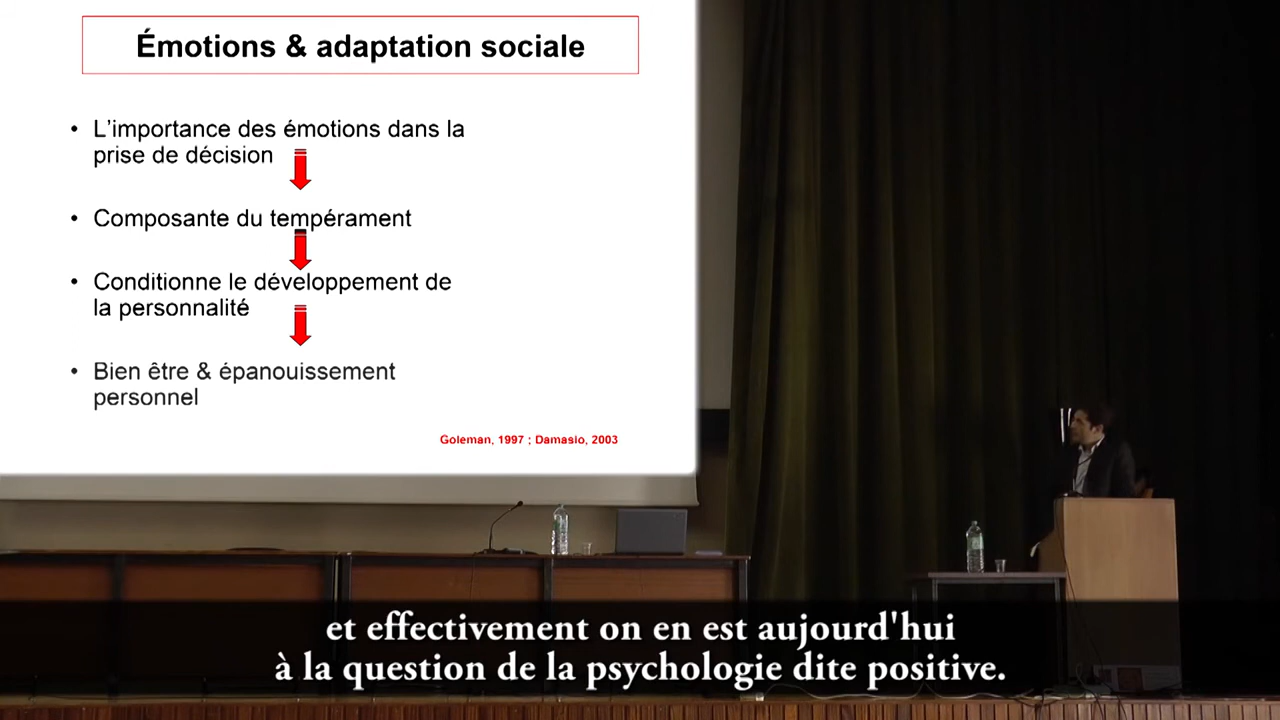 Émotions & adaptation sociale
• L'importance des émotions dans la
prise de décision
• Composante du tempérament
• Conditionne le développement de
la personnalité
• Bien être & épanouissement
personnel
Goleman, 1997 ; Damasio, 2003
et effectivement on en est aujourd'hui
à la question de la psychologie dite positive.